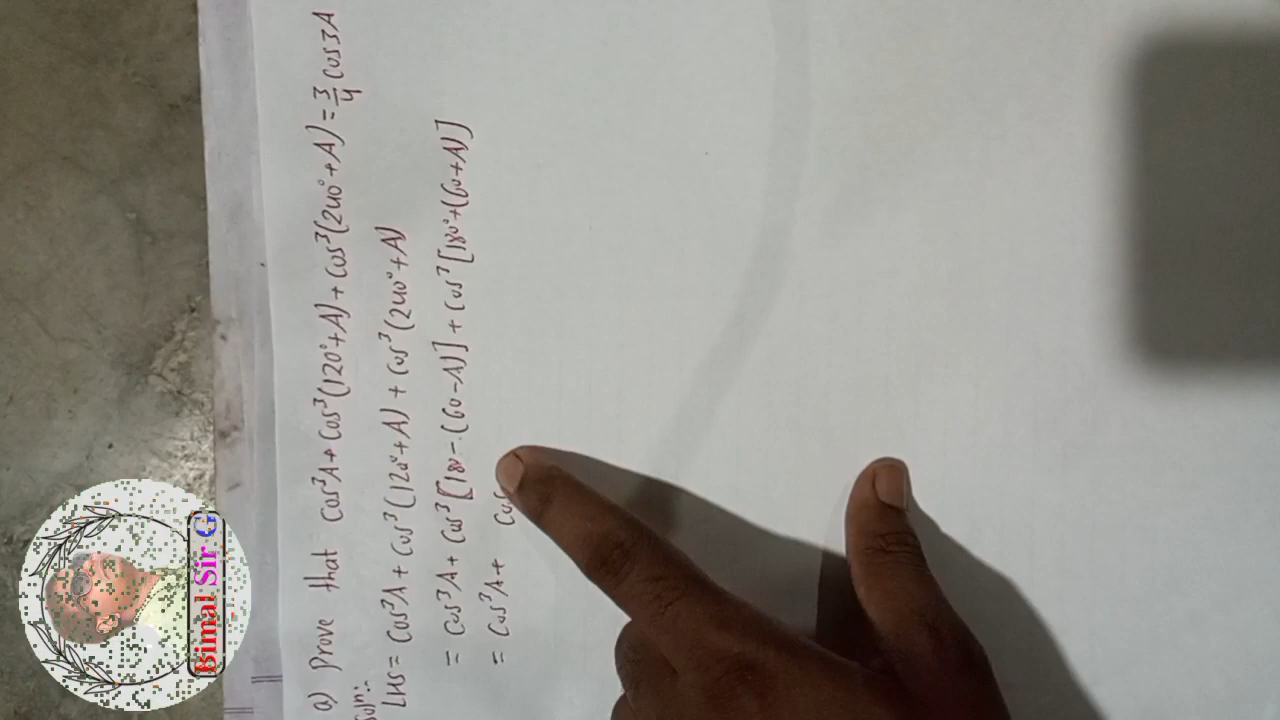 a) Prove that Cos³A + Cos³(120°+A) + Cos³(240°+A) = 3/4 Cos3A
Soln:-
LHS = Cos³A + Cos³(120°+A) + Cos³(240°+A)
= Cos³A + Cos³[180-(60-A)] + Cos³[180°+(60+A)]
= Cos³A + Cos
Bimal Sir G